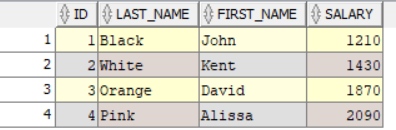 ID LAST_NAME FIRST_NAME SALARY
1 1 Black John 1210
2 2 White Kent 1430
3 3 Orange David 1870
4 4 Pink Alissa 2090